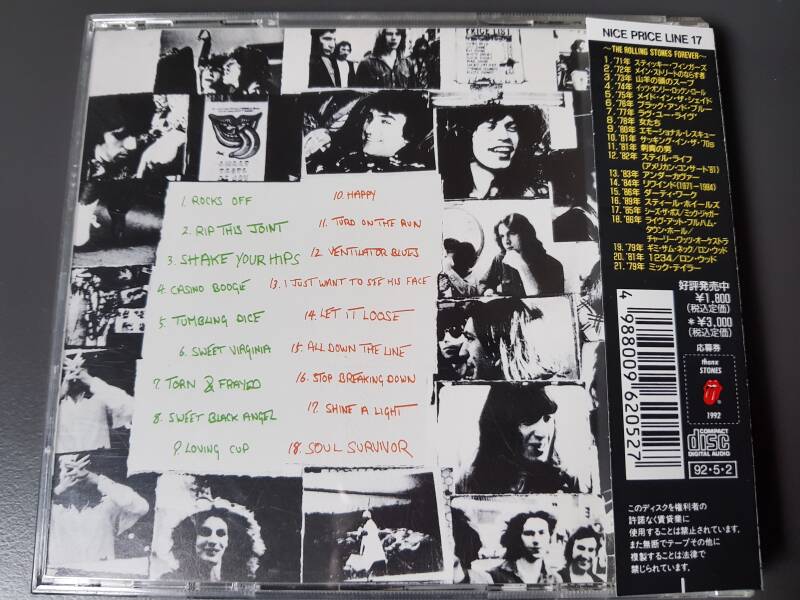 1. ROCKS OFF
2. RIP THIS JOINT
3. SHAKE YOUR HIPS
4. CASINO BOOGIE
5. TUMBLING DICE
6. SWEET VIRGINIA
7. TORN & FRAYED
8. SWEET BLACK ANGEL
9. LOVING CUP
10. HAPPY
11. TURD ON THE RUN
12. VENTILATOR BLUES
13. I JUST WANT TO SEE HIS FACE
14. LET IT LOOSE
15. ALL DOWN THE LINE
16. STOP BREAKING DOWN
17. SHINE A LIGHT
18. SOUL SURVIVOR
PRICE LIST
NICE PRICE LINE 17
〜THE ROLLING STONES FOREVER〜
1. '71年 スティッキー・フィンガーズ
2. '72年 メイン・ストリートのならず者
3. '73年 山羊の頭のスープ
4. '74年 イッツ・オンリー・ロックン・ロール
5. '75年 メイド・イン・ザ・シェイド
6. '76年 ブラック・アンド・ブルー
7. '77年 ラヴ・ユー・ライヴ
8. '78年 女たち
9. '80年 エモーショナル・レスキュー
10. '81年 サッキング・イン・ザ・'70s
11. '81年 刺青の男
12. '82年 スティル・ライフ
(アメリカン・コンサート'81)
13. '83年 アンダーカヴァー
14. '84年 リワインド(1971-1984)
15. '86年 ダーティ・ワーク
16. '89年 スティール・ホイールズ
17. '85年 シーズ・ザ・ボス/ミック・ジャガー
18. '86年 ライヴ・アット・フルハム・
タウン・ホール/
チャーリー・ワッツ・オーケストラ
19. '79年 ギミ・サム・ネック/ロン・ウッド
20. '81年 1234/ロン・ウッド
21. '79年 ミック・テイラー
好評発売中
¥1,800
(税込定価)
*¥3,000
(税込定価)
応募券
thanx
STONES
1992
COMPACT
disc
DIGITAL AUDIO
92・5・2
4 988009 620527
このディスクを権利者の
許諾なく賃貸業に
使用することは禁止されています。
また無断でテープその他に
複製することは法律で
禁じられています。